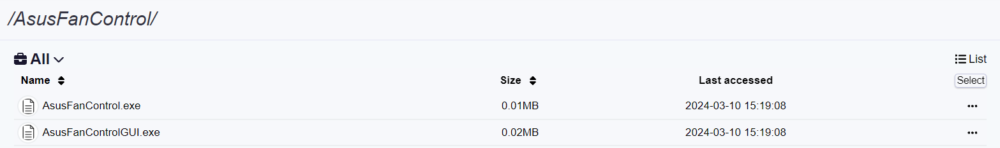 /AsusFanControl/
All
List
Name Size Last accessed Select
AsusFanControl.exe 0.01MB 2024-03-10 15:19:08
AsusFanControlGUI.exe 0.02MB 2024-03-10 15:19:08